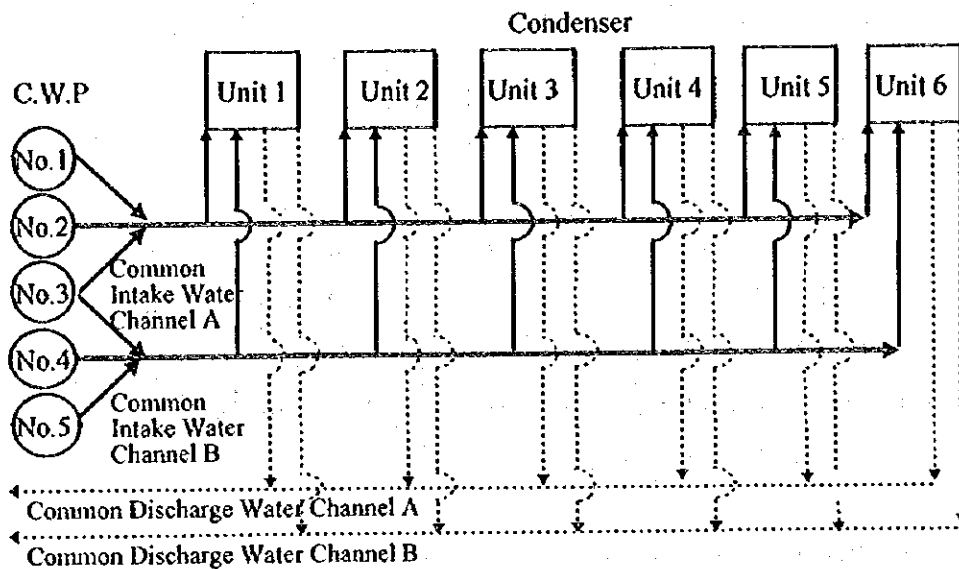 Condenser
C.W.P
Unit 1
Unit 2
Unit 3
Unit 4
Unit 5
Unit 6
No.1
No.2
No.3
No.4
No.5
Common
Intake Water
Channel A
Common
Intake Water
Channel B
Common Discharge Water Channel A
Common Discharge Water Channel B